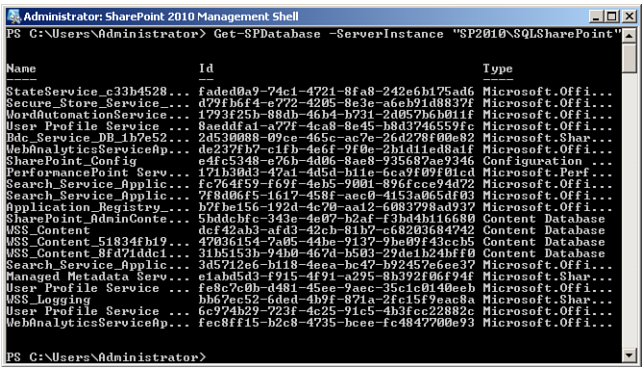 Administrator: SharePoint 2010 Management Shell
PS C:\Users\Administrator> Get-SPDatabase -ServerInstance "SP2010\SQLSharePoint"
Name Id Type
---- -- ----
StateService_c33b4528... faded0a9-74c1-4721-8fa8-242e6b175ad6 Microsoft.Offi...
Secure_Store_Service_... d79fb6f4-e772-4205-8e3e-a6eb91d8837f Microsoft.Offi...
WordAutomationService... 1793f25b-88db-46b4-b731-2d057b6b011f Microsoft.Offi...
User Profile Service ... 8aeddfa1-a77f-4ca8-8e45-b8d3746559fc Microsoft.Offi...
Bdc_Service_DB_1b7e52... 2d530088-09ce-465c-ac7e-26d278f00e82 Microsoft.Shar...
WebAnalyticsServiceAp... de237fb7-c1fb-4e6f-9f0e-2b1d11ed8a1f Microsoft.Offi...
SharePoint_Config e4fc5348-e76b-4d06-8ae8-935687ae9346 Configuration ...
PerformancePoint Serv... 171b30d3-47a1-4d5d-b11e-6ca9f09f01cd Microsoft.Perf...
Search_Service_Applic... fc764f59-f69f-4eb5-9001-896fcce94d72 Microsoft.Offi...
Search_Service_Applic... 7f8d06f5-1617-458f-aec0-4153a065df03 Microsoft.Offi...
Application_Registry_... b7fbe156-192d-4c70-aa12-6083798ad937 Microsoft.Offi...
SharePoint_AdminConte... 5bddcbfc-343e-4e07-b2af-f3bd4b116680 Content Database
WSS_Content dcf42ab3-afd3-42cb-81b7-c68203684742 Content Database
WSS_Content_51834fb19... 47036154-7a05-44be-9137-9be09f43ccb5 Content Database
WSS_Content_8fd71ddc1... 31b5153b-94b0-467d-b503-29de1b24bff0 Content Database
Search_Service_Applic... 3d5712e6-b118-4eea-bc47-b92457e6ee37 Microsoft.Offi...
Managed Metadata Serv... e1abd5d3-f915-4f91-a295-8b392f06f94f Microsoft.Shar...
User Profile Service ... fe8c7c0b-d481-45ee-9aec-35c1c0140eeb Microsoft.Offi...
WSS_Logging bb67ec52-6ded-4b9f-871a-2fc15f9eac8a Microsoft.Shar...
User Profile Service ... 6c974b29-723f-4c25-91c5-4b3fcc22882c Microsoft.Offi...
WebAnalyticsServiceAp... fec8ff15-b2c8-4735-bcee-fc4847700e93 Microsoft.Offi...
PS C:\Users\Administrator>